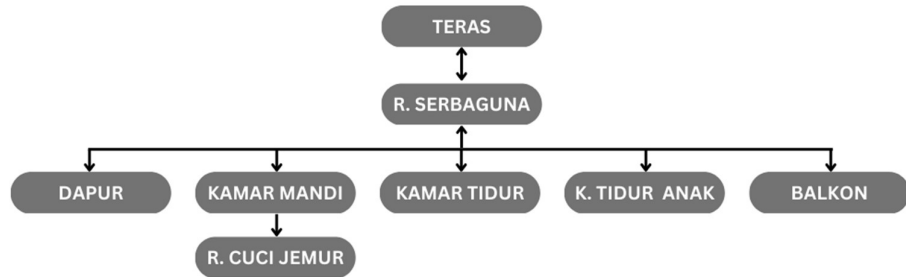 TERAS
R. SERBAGUNA
DAPUR
KAMAR MANDI
KAMAR TIDUR
K. TIDUR ANAK
BALKON
R. CUCI JEMUR